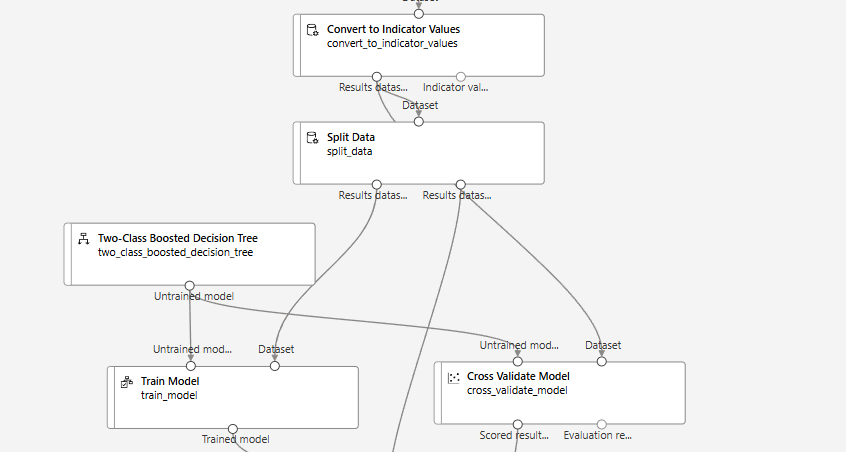 Dataset
Convert to Indicator Values
convert_to_indicator_values
Results datas... Indicator val...
Dataset
Split Data
split_data
Results datas... Results datas...
Two-Class Boosted Decision Tree
two_class_boosted_decision_tree
Untrained model
Untrained mod... Dataset
Untrained mod... Dataset
Train Model
train_model
Cross Validate Model
cross_validate_model
Trained model
Scored result... Evaluation re...